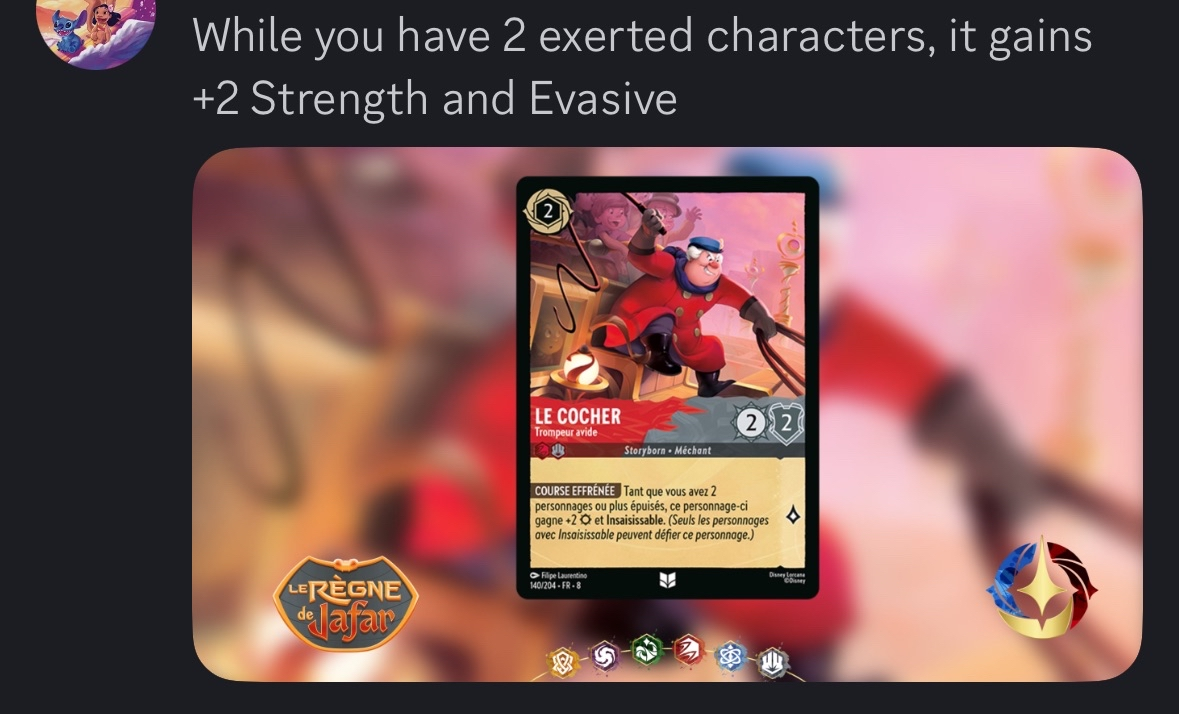 While you have 2 exerted characters, it gains
+2 Strength and Evasive
2
LE COCHER
Trompeur avide
2 2
Storyborn • Méchant
COURSE EFFRÉNÉE Tant que vous avez 2
personnages ou plus épuisés, ce personnage-ci
gagne +2 et Insaisissable. (Seuls les personnages
avec Insaisissable peuvent défier ce personnage.)
Filipe Laurentino
140/204 • FR • 8
Disney Lorcana
©Disney
LE RÈGNE
de Jafar